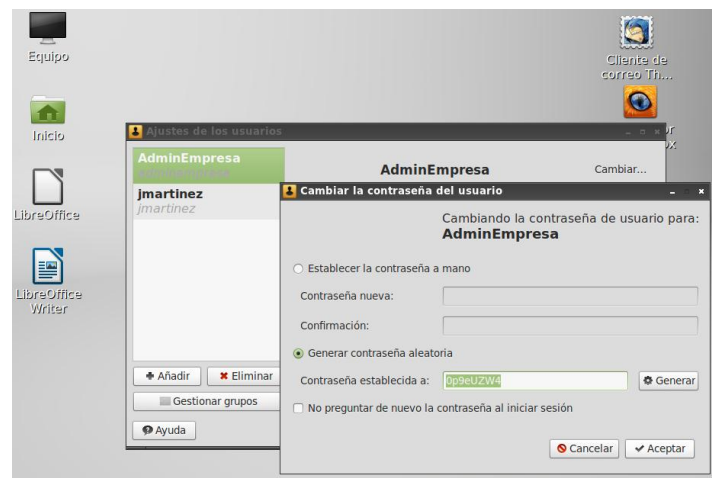 Equipo
Cliente de
correo Th...
Inicio
Ajustes de los usuarios
AdminEmpresa
adminempresa
AdminEmpresa
Cambiar...
jmartinez
jmartinez
LibreOffice
LibreOffice
Writer
Añadir
Eliminar
Gestionar grupos
Ayuda
Cambiar la contraseña del usuario
Cambiando la contraseña de usuario para:
AdminEmpresa
Establecer la contraseña a mano
Contraseña nueva:
Confirmación:
Generar contraseña aleatoria
Contraseña establecida a:
0p9eUZW4
Generar
No preguntar de nuevo la contraseña al iniciar sesión
Cancelar
Aceptar